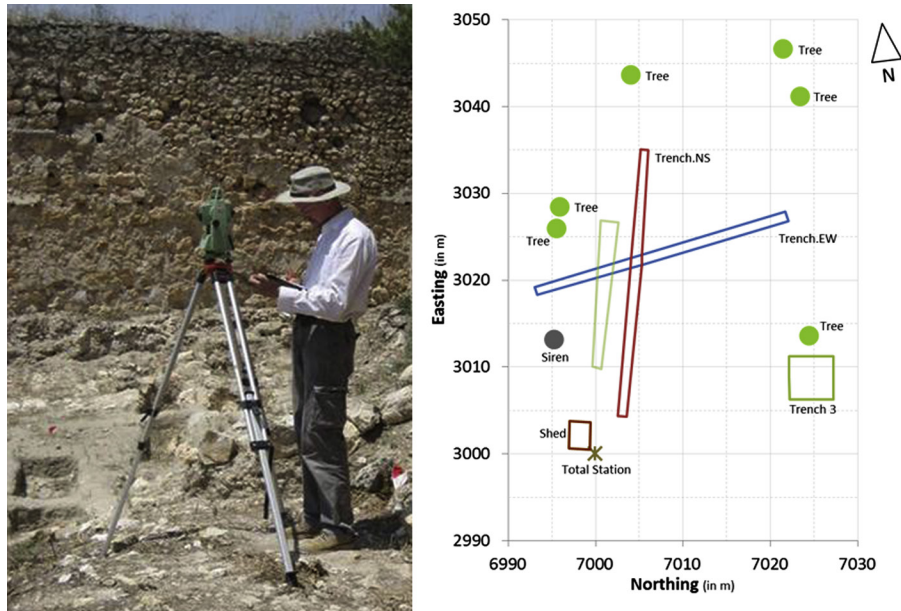 3050
Tree
Tree
N
Tree
3040
Trench.NS
3030
Tree
Tree
Trench.EW
3020
Easting (in m)
Siren
Tree
3010
Trench 3
Shed
3000
Total Station
2990
6990 7000 7010 7020 7030
Northing (in m)